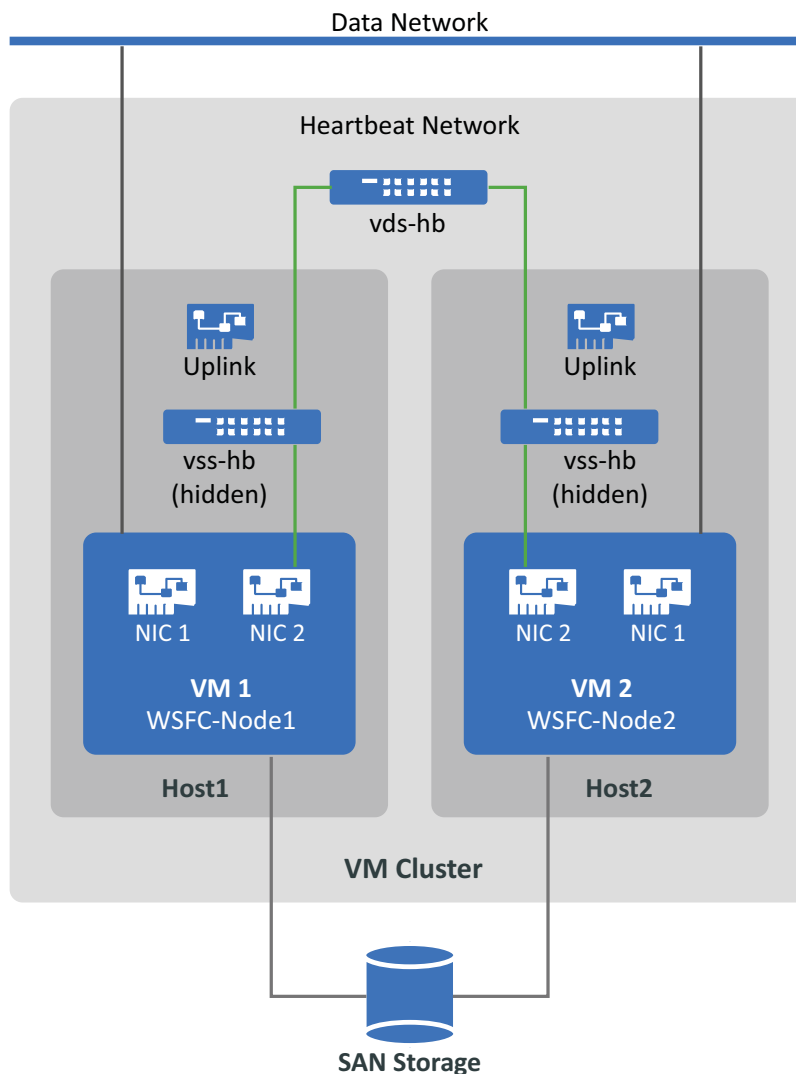 Data Network
Heartbeat Network
vds-hb
Uplink
Uplink
vss-hb
(hidden)
vss-hb
(hidden)
NIC 1
NIC 2
NIC 2
NIC 1
VM 1
WSFC-Node1
VM 2
WSFC-Node2
Host1
Host2
VM Cluster
SAN Storage